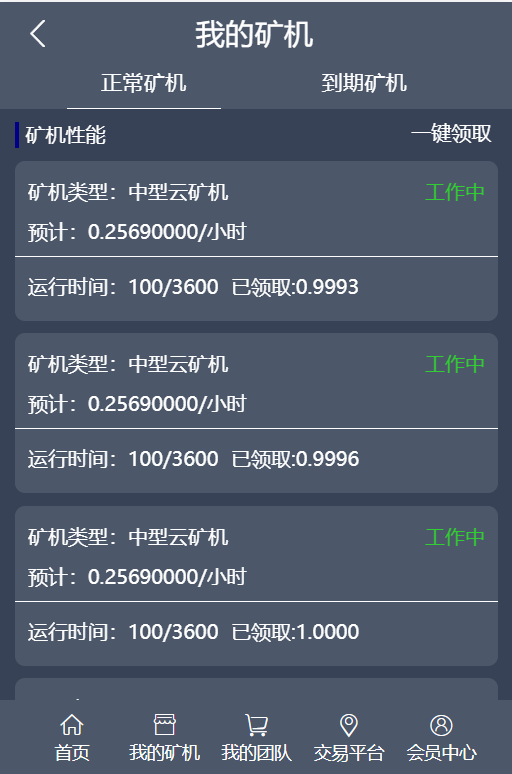 我的矿机
正常矿机 到期矿机
矿机性能 一键领取
矿机类型：中型云矿机 工作中
预计：0.25690000/小时
运行时间：100/3600 已领取:0.9993
矿机类型：中型云矿机 工作中
预计：0.25690000/小时
运行时间：100/3600 已领取:0.9996
矿机类型：中型云矿机 工作中
预计：0.25690000/小时
运行时间：100/3600 已领取:1.0000
首页 我的矿机 我的团队 交易平台 会员中心